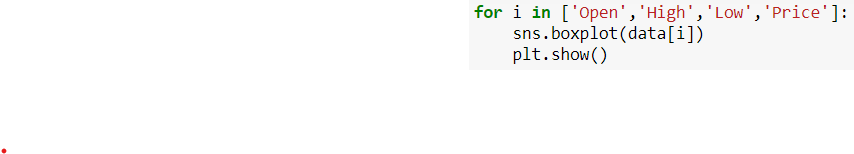 for i in ['Open','High','Low','Price']:
    sns.boxplot(data[i])
    plt.show()